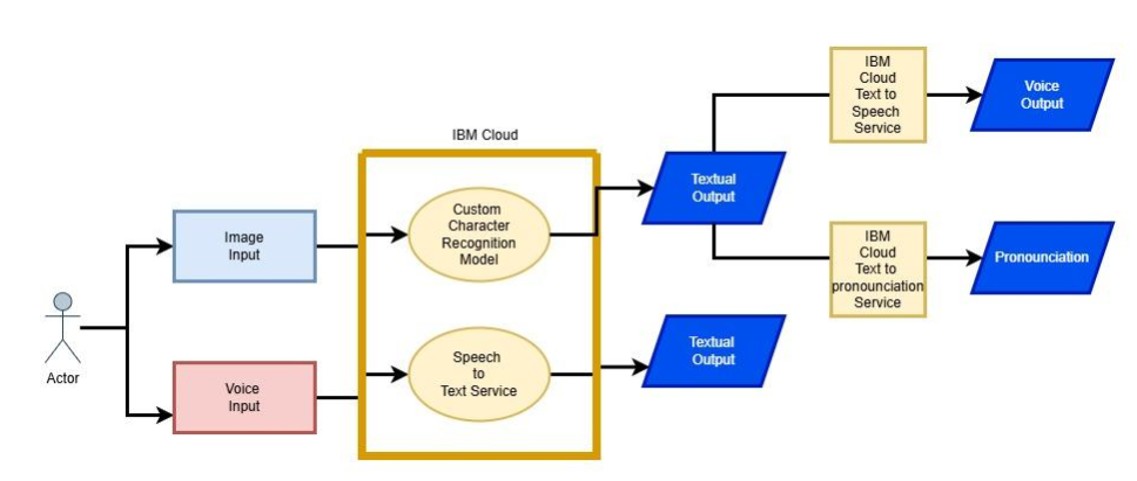 IBM Cloud
Actor
Image
Input
Voice
Input
Custom
Character
Recognition
Model
Speech
to
Text Service
Textual
Output
Textual
Output
IBM
Cloud
Text to
Speech
Service
Voice
Output
IBM
Cloud
Text to
pronounciation
Service
Pronounciation